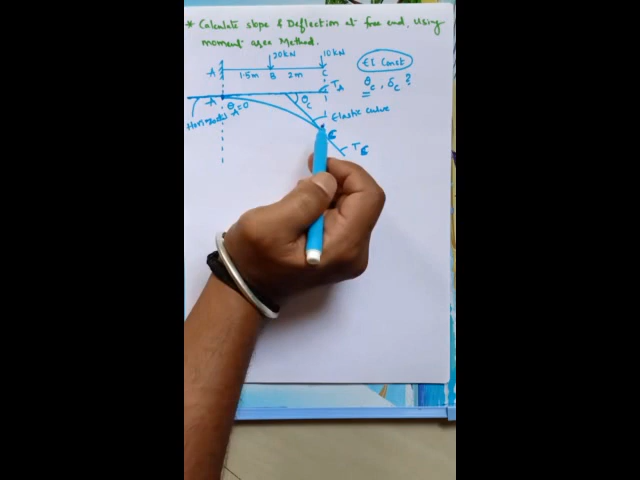 * Calculate slope & Deflection at free end, Using
moment area Method.
20kN 10kN
EI Const
A 1.5m B 2m C
θc, δc ?
TA
A θA=0 θc
Horizontal
Elastic curve
C
Tc